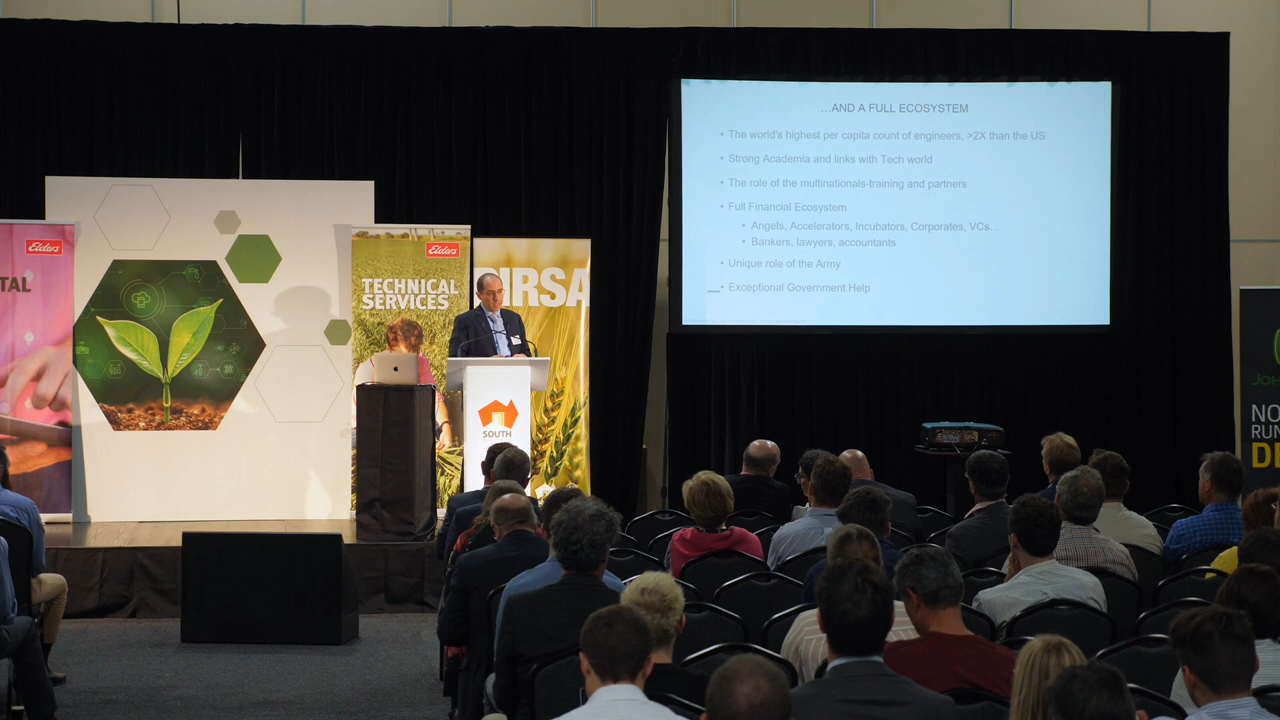 Elders
TAL
Elders
TECHNICAL
SERVICES
PIRSA
SOUTH
…AND A FULL ECOSYSTEM
• The world's highest per capita count of engineers, >2X than the US
• Strong Academia and links with Tech world
• The role of the multinationals-training and partners
• Full Financial Ecosystem
• Angels, Accelerators, Incubators, Corporates, VCs…
• Bankers, lawyers, accountants
• Unique role of the Army
• Exceptional Government Help
JOH
NO
RUN
DE